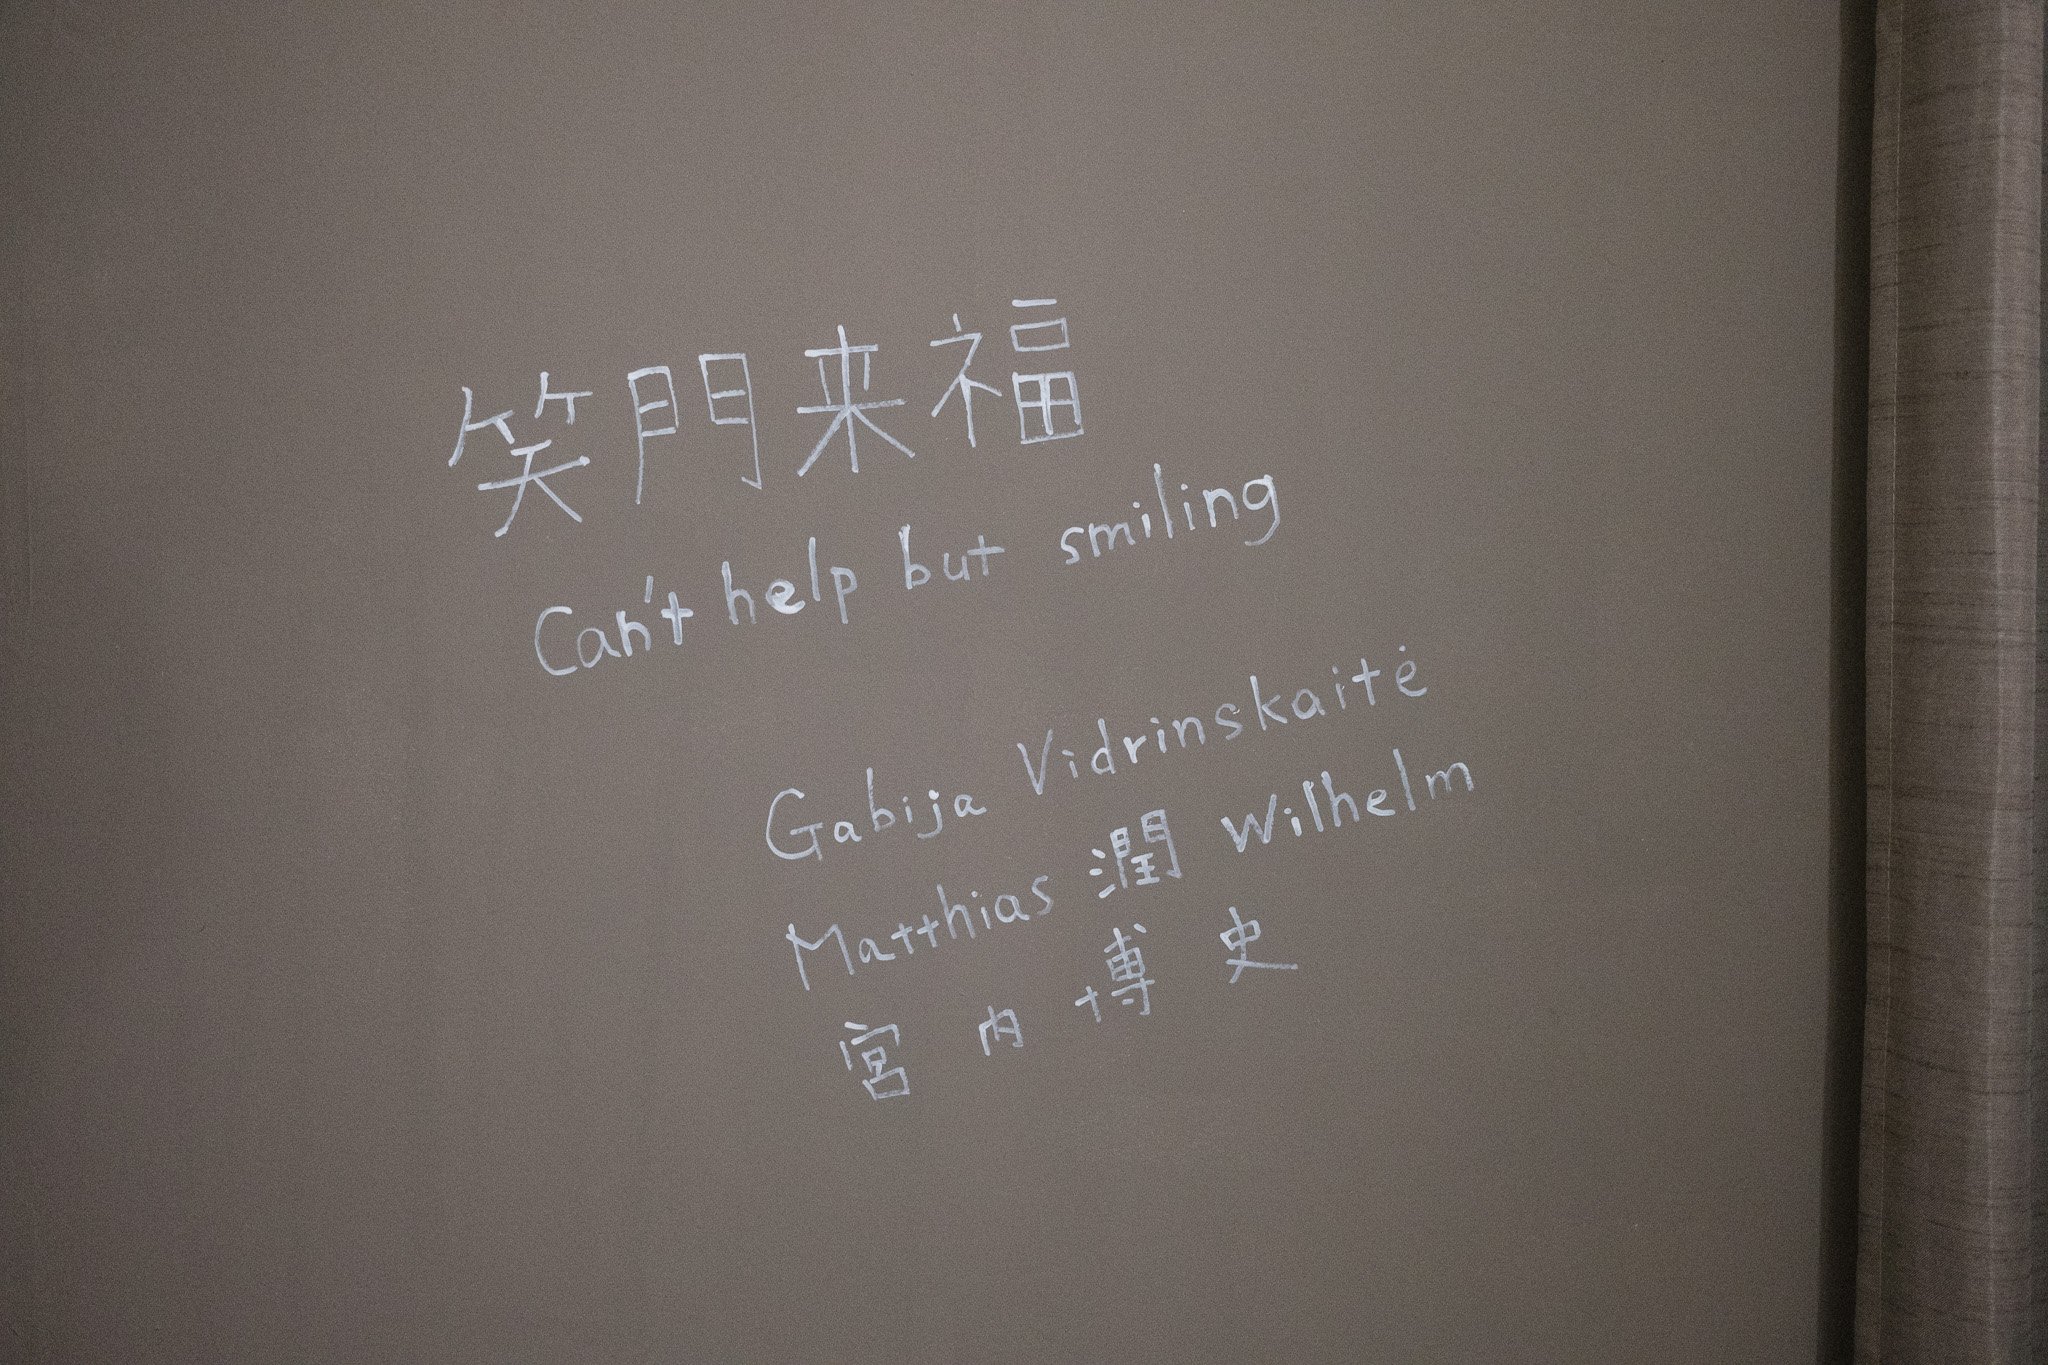 笑門来福
Can't help but smiling
Gabija Vidrinskaitė
Matthias 潤 Wilhelm
宮内博史